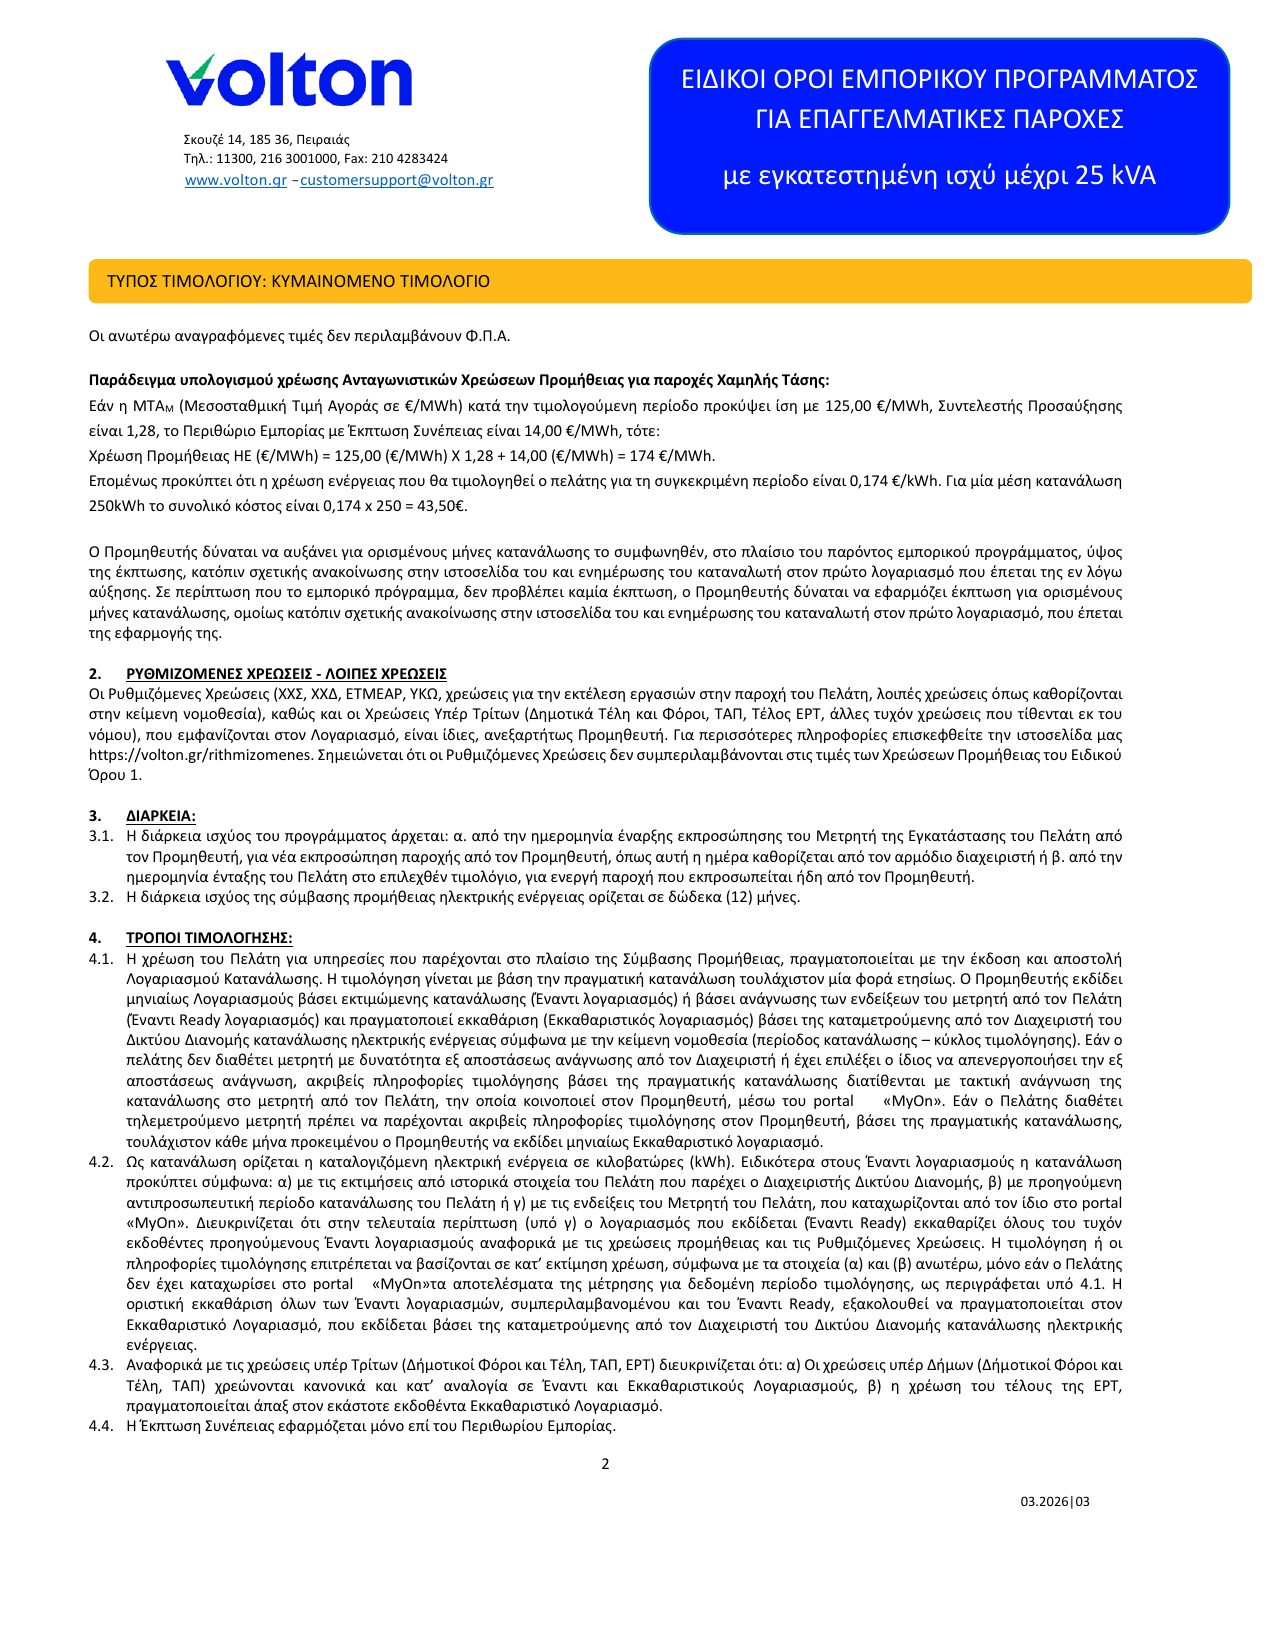 volton
ΕΙΔΙΚΟΙ ΟΡΟΙ ΕΜΠΟΡΙΚΟΥ ΠΡΟΓΡΑΜΜΑΤΟΣ
ΓΙΑ ΕΠΑΓΓΕΛΜΑΤΙΚΕΣ ΠΑΡΟΧΕΣ
με εγκατεστημένη ισχύ μέχρι 25 kVA
Σκουζέ 14, 185 36, Πειραιάς
Τηλ.: 11300, 216 3001000, Fax: 210 4283424
www.volton.gr –customersupport@volton.gr
ΤΥΠΟΣ ΤΙΜΟΛΟΓΙΟΥ: ΚΥΜΑΙΝΟΜΕΝΟ ΤΙΜΟΛΟΓΙΟ
Οι ανωτέρω αναγραφόμενες τιμές δεν περιλαμβάνουν Φ.Π.Α.
Παράδειγμα υπολογισμού χρέωσης Ανταγωνιστικών Χρεώσεων Προμήθειας για παροχές Χαμηλής Τάσης:
Εάν η ΜΤΑΜ (Μεσοσταθμική Τιμή Αγοράς σε €/MWh) κατά την τιμολογούμενη περίοδο προκύψει ίση με 125,00 €/MWh, Συντελεστής Προσαύξησης
είναι 1,28, το Περιθώριο Εμπορίας με Έκπτωση Συνέπειας είναι 14,00 €/MWh, τότε:
Χρέωση Προμήθειας ΗΕ (€/MWh) = 125,00 (€/MWh) Χ 1,28 + 14,00 (€/MWh) = 174 €/MWh.
Επομένως προκύπτει ότι η χρέωση ενέργειας που θα τιμολογηθεί ο πελάτης για τη συγκεκριμένη περίοδο είναι 0,174 €/kWh. Για μία μέση κατανάλωση
250kWh το συνολικό κόστος είναι 0,174 x 250 = 43,50€.
Ο Προμηθευτής δύναται να αυξάνει για ορισμένους μήνες κατανάλωσης το συμφωνηθέν, στο πλαίσιο του παρόντος εμπορικού προγράμματος, ύψος
της έκπτωσης, κατόπιν σχετικής ανακοίνωσης στην ιστοσελίδα του και ενημέρωσης του καταναλωτή στον πρώτο λογαριασμό που έπεται της εν λόγω
αύξησης. Σε περίπτωση που το εμπορικό πρόγραμμα, δεν προβλέπει καμία έκπτωση, ο Προμηθευτής δύναται να εφαρμόζει έκπτωση για ορισμένους
μήνες κατανάλωσης, ομοίως κατόπιν σχετικής ανακοίνωσης στην ιστοσελίδα του και ενημέρωσης του καταναλωτή στον πρώτο λογαριασμό, που έπεται
της εφαρμογής της.
2. ΡΥΘΜΙΖΟΜΕΝΕΣ ΧΡΕΩΣΕΙΣ - ΛΟΙΠΕΣ ΧΡΕΩΣΕΙΣ
Οι Ρυθμιζόμενες Χρεώσεις (ΧΧΣ, ΧΧΔ, ΕΤΜΕΑΡ, ΥΚΩ, χρεώσεις για την εκτέλεση εργασιών στην παροχή του Πελάτη, λοιπές χρεώσεις όπως καθορίζονται
στην κείμενη νομοθεσία), καθώς και οι Χρεώσεις Υπέρ Τρίτων (Δημοτικά Τέλη και Φόροι, ΤΑΠ, Τέλος ΕΡΤ, άλλες τυχόν χρεώσεις που τίθενται εκ του
νόμου), που εμφανίζονται στον Λογαριασμό, είναι ίδιες, ανεξαρτήτως Προμηθευτή. Για περισσότερες πληροφορίες επισκεφθείτε την ιστοσελίδα μας
https://volton.gr/rithmizomenes. Σημειώνεται ότι οι Ρυθμιζόμενες Χρεώσεις δεν συμπεριλαμβάνονται στις τιμές των Χρεώσεων Προμήθειας του Ειδικού
Όρου 1.
3. ΔΙΑΡΚΕΙΑ:
3.1. Η διάρκεια ισχύος του προγράμματος άρχεται: α. από την ημερομηνία έναρξης εκπροσώπησης του Μετρητή της Εγκατάστασης του Πελάτη από
τον Προμηθευτή, για νέα εκπροσώπηση παροχής από τον Προμηθευτή, όπως αυτή η ημέρα καθορίζεται από τον αρμόδιο διαχειριστή ή β. από την
ημερομηνία ένταξης του Πελάτη στο επιλεχθέν τιμολόγιο, για ενεργή παροχή που εκπροσωπείται ήδη από τον Προμηθευτή.
3.2. Η διάρκεια ισχύος της σύμβασης προμήθειας ηλεκτρικής ενέργειας ορίζεται σε δώδεκα (12) μήνες.
4. ΤΡΟΠΟΙ ΤΙΜΟΛΟΓΗΣΗΣ:
4.1. Η χρέωση του Πελάτη για υπηρεσίες που παρέχονται στο πλαίσιο της Σύμβασης Προμήθειας, πραγματοποιείται με την έκδοση και αποστολή
Λογαριασμού Κατανάλωσης. Η τιμολόγηση γίνεται με βάση την πραγματική κατανάλωση τουλάχιστον μία φορά ετησίως. Ο Προμηθευτής εκδίδει
μηνιαίως Λογαριασμούς βάσει εκτιμώμενης κατανάλωσης (Έναντι λογαριασμός) ή βάσει ανάγνωσης των ενδείξεων του μετρητή από τον Πελάτη
(Έναντι Ready λογαριασμός) και πραγματοποιεί εκκαθάριση (Εκκαθαριστικός λογαριασμός) βάσει της καταμετρούμενης από τον Διαχειριστή του
Δικτύου Διανομής κατανάλωσης ηλεκτρικής ενέργειας σύμφωνα με την κείμενη νομοθεσία (περίοδος κατανάλωσης – κύκλος τιμολόγησης). Εάν ο
πελάτης δεν διαθέτει μετρητή με δυνατότητα εξ αποστάσεως ανάγνωσης από τον Διαχειριστή ή έχει επιλέξει ο ίδιος να απενεργοποιήσει την εξ
αποστάσεως ανάγνωση, ακριβείς πληροφορίες τιμολόγησης βάσει της πραγματικής κατανάλωσης διατίθενται με τακτική ανάγνωση της
κατανάλωσης στο μετρητή από τον Πελάτη, την οποία κοινοποιεί στον Προμηθευτή, μέσω του portal «MyOn». Εάν ο Πελάτης διαθέτει
τηλεμετρούμενο μετρητή πρέπει να παρέχονται ακριβείς πληροφορίες τιμολόγησης στον Προμηθευτή, βάσει της πραγματικής κατανάλωσης,
τουλάχιστον κάθε μήνα προκειμένου ο Προμηθευτής να εκδίδει μηνιαίως Εκκαθαριστικό λογαριασμό.
4.2. Ως κατανάλωση ορίζεται η καταλογιζόμενη ηλεκτρική ενέργεια σε κιλοβατώρες (kWh). Ειδικότερα στους Έναντι λογαριασμούς η κατανάλωση
προκύπτει σύμφωνα: α) με τις εκτιμήσεις από ιστορικά στοιχεία του Πελάτη που παρέχει ο Διαχειριστής Δικτύου Διανομής, β) με προηγούμενη
αντιπροσωπευτική περίοδο κατανάλωσης του Πελάτη ή γ) με τις ενδείξεις του Μετρητή του Πελάτη, που καταχωρίζονται από τον ίδιο στο portal
«MyOn». Διευκρινίζεται ότι στην τελευταία περίπτωση (υπό γ) ο λογαριασμός που εκδίδεται (Έναντι Ready) εκκαθαρίζει όλους του τυχόν
εκδοθέντες προηγούμενους Έναντι λογαριασμούς αναφορικά με τις χρεώσεις προμήθειας και τις Ρυθμιζόμενες Χρεώσεις. Η τιμολόγηση ή οι
πληροφορίες τιμολόγησης επιτρέπεται να βασίζονται σε κατ’ εκτίμηση χρέωση, σύμφωνα με τα στοιχεία (α) και (β) ανωτέρω, μόνο εάν ο Πελάτης
δεν έχει καταχωρίσει στο portal «MyOn»τα αποτελέσματα της μέτρησης για δεδομένη περίοδο τιμολόγησης, ως περιγράφεται υπό 4.1. Η
οριστική εκκαθάριση όλων των Έναντι λογαριασμών, συμπεριλαμβανομένου και του Έναντι Ready, εξακολουθεί να πραγματοποιείται στον
Εκκαθαριστικό Λογαριασμό, που εκδίδεται βάσει της καταμετρούμενης από τον Διαχειριστή του Δικτύου Διανομής κατανάλωσης ηλεκτρικής
ενέργειας.
4.3. Αναφορικά με τις χρεώσεις υπέρ Τρίτων (Δήμοτικοί Φόροι και Τέλη, ΤΑΠ, ΕΡΤ) διευκρινίζεται ότι: α) Οι χρεώσεις υπέρ Δήμων (Δήμοτικοί Φόροι και
Τέλη, ΤΑΠ) χρεώνονται κανονικά και κατ’ αναλογία σε Έναντι και Εκκαθαριστικούς Λογαριασμούς, β) η χρέωση του τέλους της ΕΡΤ,
πραγματοποιείται άπαξ στον εκάστοτε εκδοθέντα Εκκαθαριστικό Λογαριασμό.
4.4. Η Έκπτωση Συνέπειας εφαρμόζεται μόνο επί του Περιθωρίου Εμπορίας.
2
03.2026|03